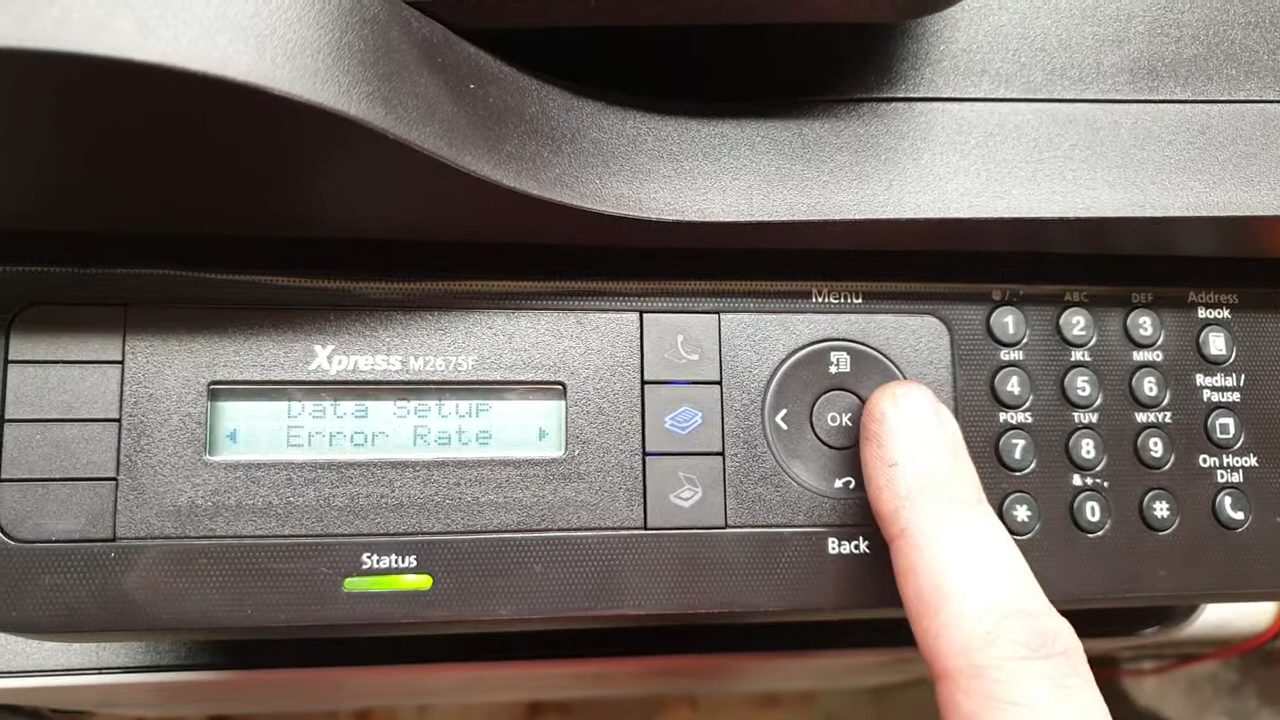 Xpress M2675F
Data Setup
Error Rate
Status
Menu
OK
Back
ABC
DEF
1
2
3
GHI
JKL
MNO
4
5
6
PQRS
TUV
WXYZ
7
8
9
*
0
#
Address
Book
Redial /
Pause
On Hook
Dial